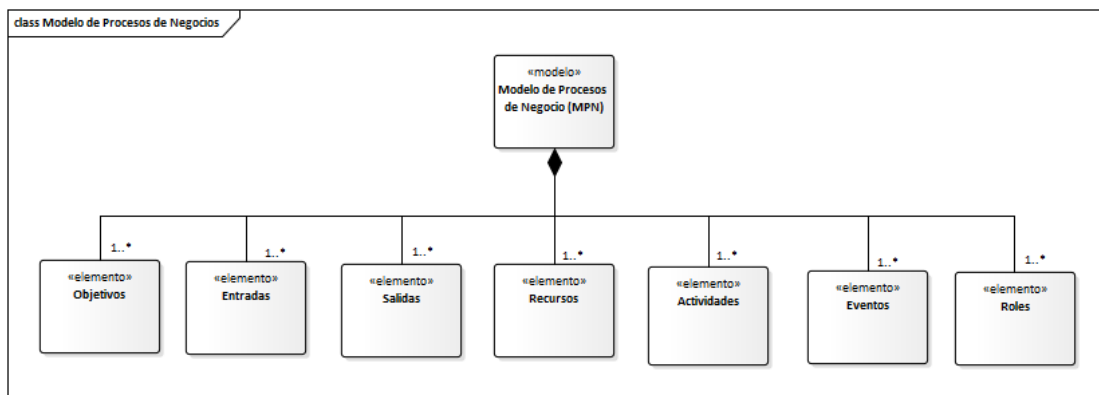 class Modelo de Procesos de Negocios
«modelo»
Modelo de Procesos
de Negocio (MPN)
1..*
1..*
1..*
1..*
1..*
1..*
1..*
«elemento»
Objetivos
«elemento»
Entradas
«elemento»
Salidas
«elemento»
Recursos
«elemento»
Actividades
«elemento»
Eventos
«elemento»
Roles